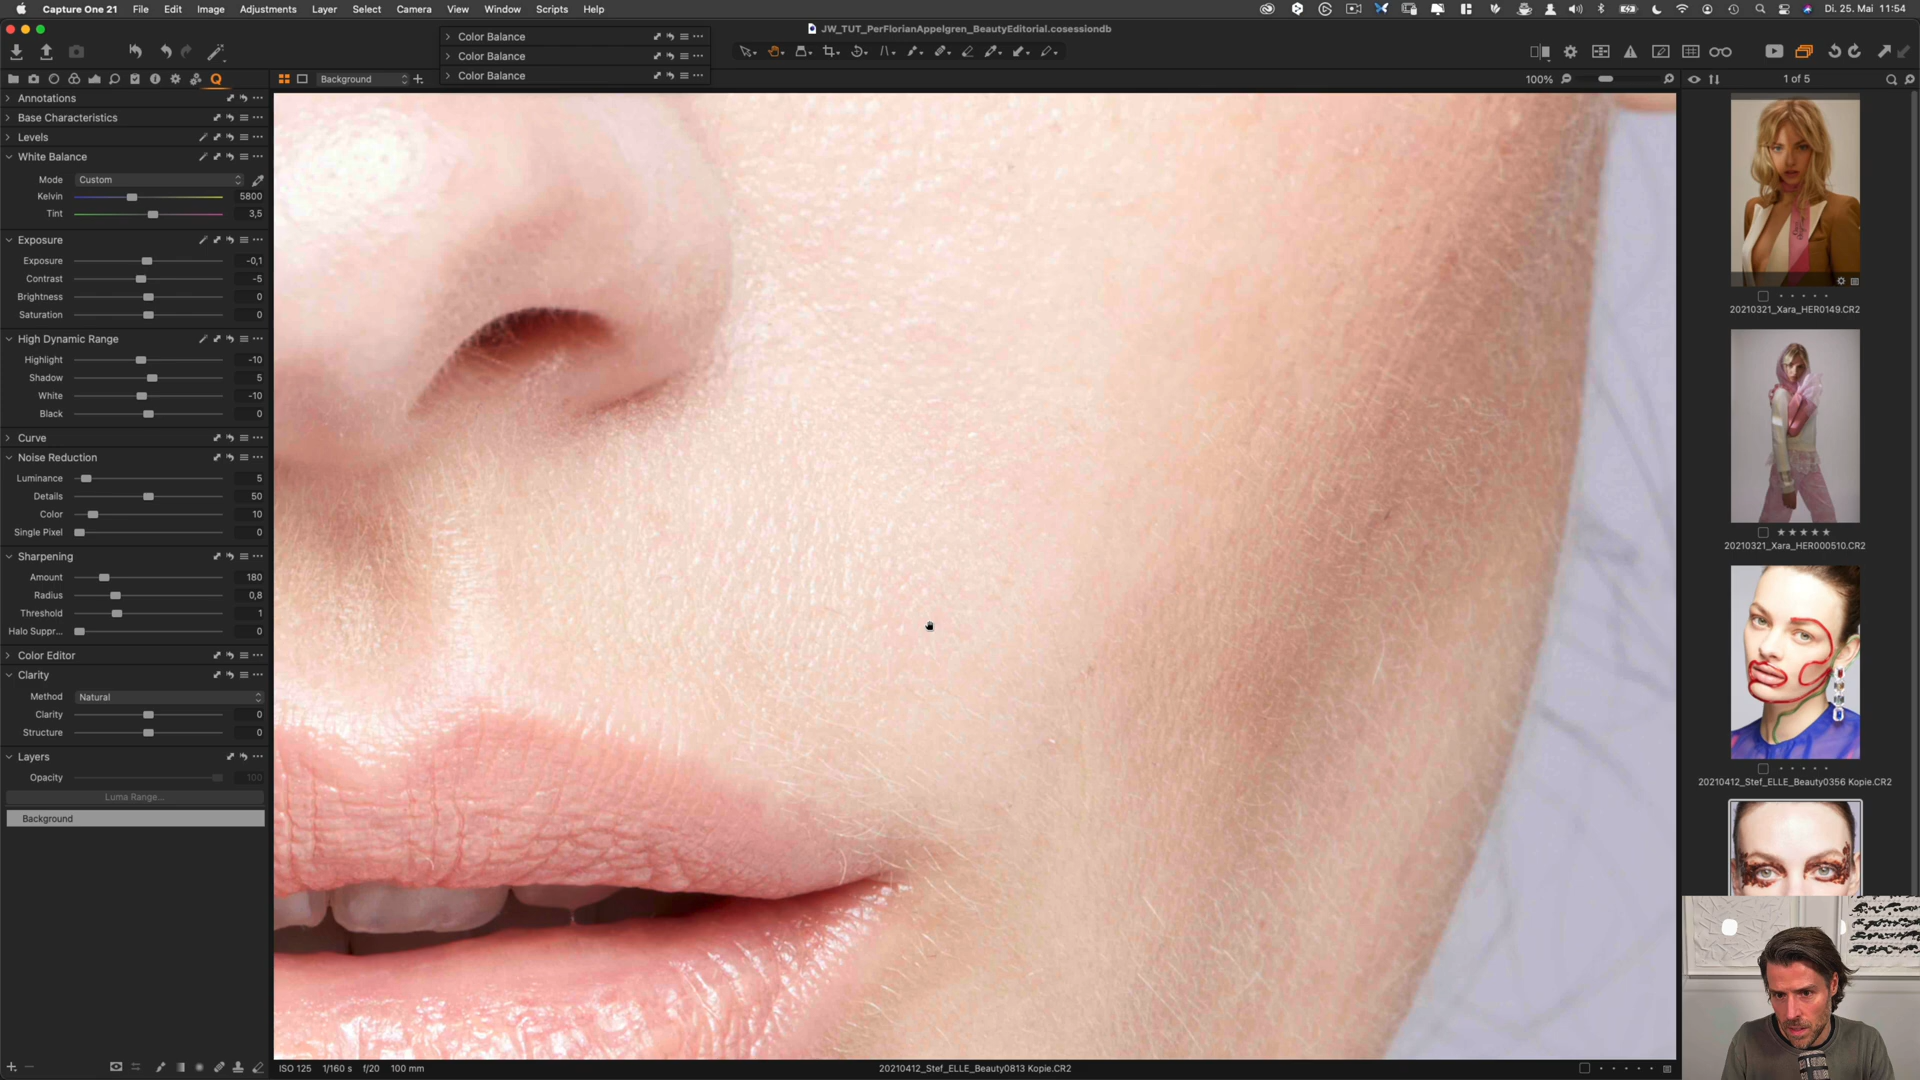 Capture One 21 File Edit Image Adjustments Layer Select Camera View Window Scripts Help Di. 25. Mai 11:54
JW_TUT_PerFlorianAppelgren_BeautyEditorial.cosessiondb
Color Balance
Color Balance
Color Balance
Background
100%
1 of 5
Annotations
Base Characteristics
Levels
White Balance
Mode Custom
Kelvin 5800
Tint 3,5
Exposure
Exposure -0,1
Contrast -5
Brightness 0
Saturation 0
High Dynamic Range
Highlight -10
Shadow 5
White -10
Black 0
Curve
Noise Reduction
Luminance 5
Details 50
Color 10
Single Pixel 0
Sharpening
Amount 180
Radius 0,8
Threshold 1
Halo Suppr... 0
Color Editor
Clarity
Method Natural
Clarity 0
Structure 0
Layers
Opacity 100
Luma Range...
Background
20210321_Xara_HER0149.CR2
20210321_Xara_HER000510.CR2
20210412_Stef_ELLE_Beauty0356 Kopie.CR2
ISO 125 1/160 s f/20 100 mm
20210412_Stef_ELLE_Beauty0813 Kopie.CR2